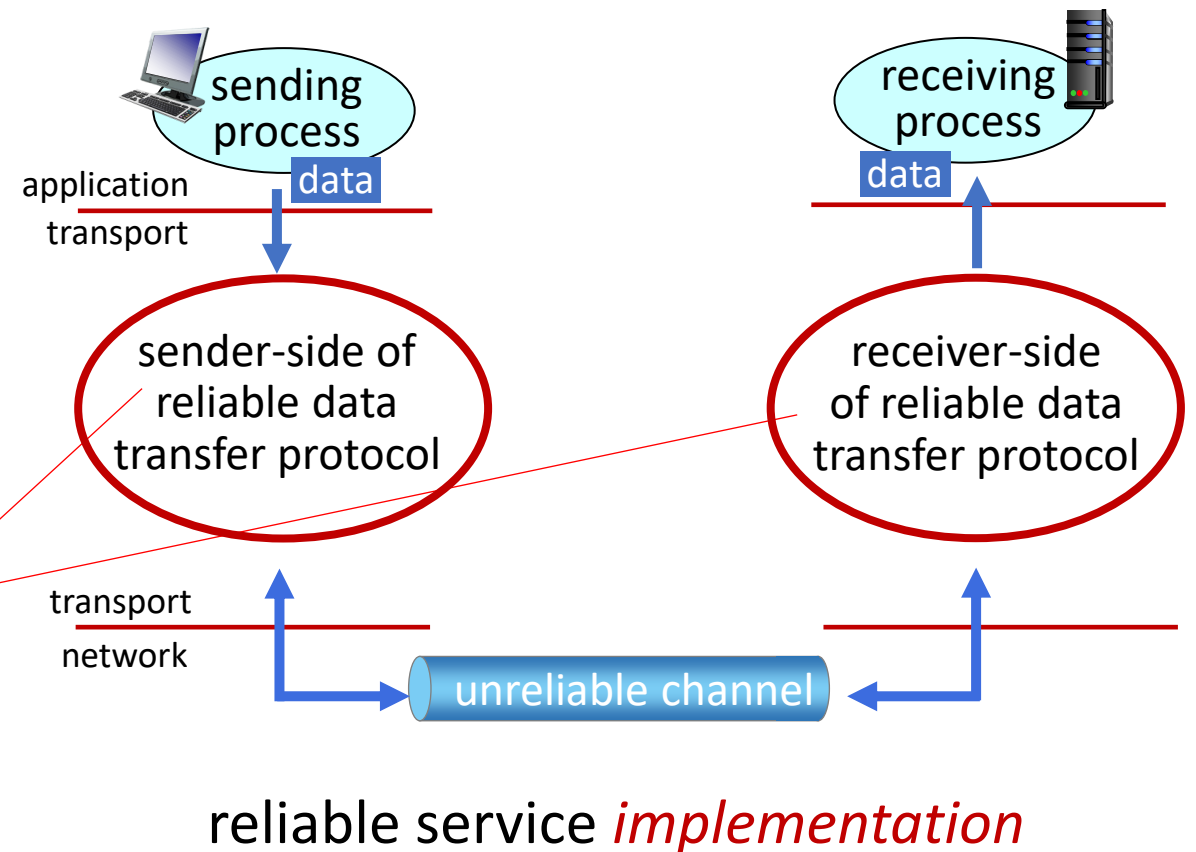 sending
process
data
application
transport
receiving
process
data
sender-side of
reliable data
transfer protocol
receiver-side
of reliable data
transfer protocol
transport
network
unreliable channel
reliable service implementation